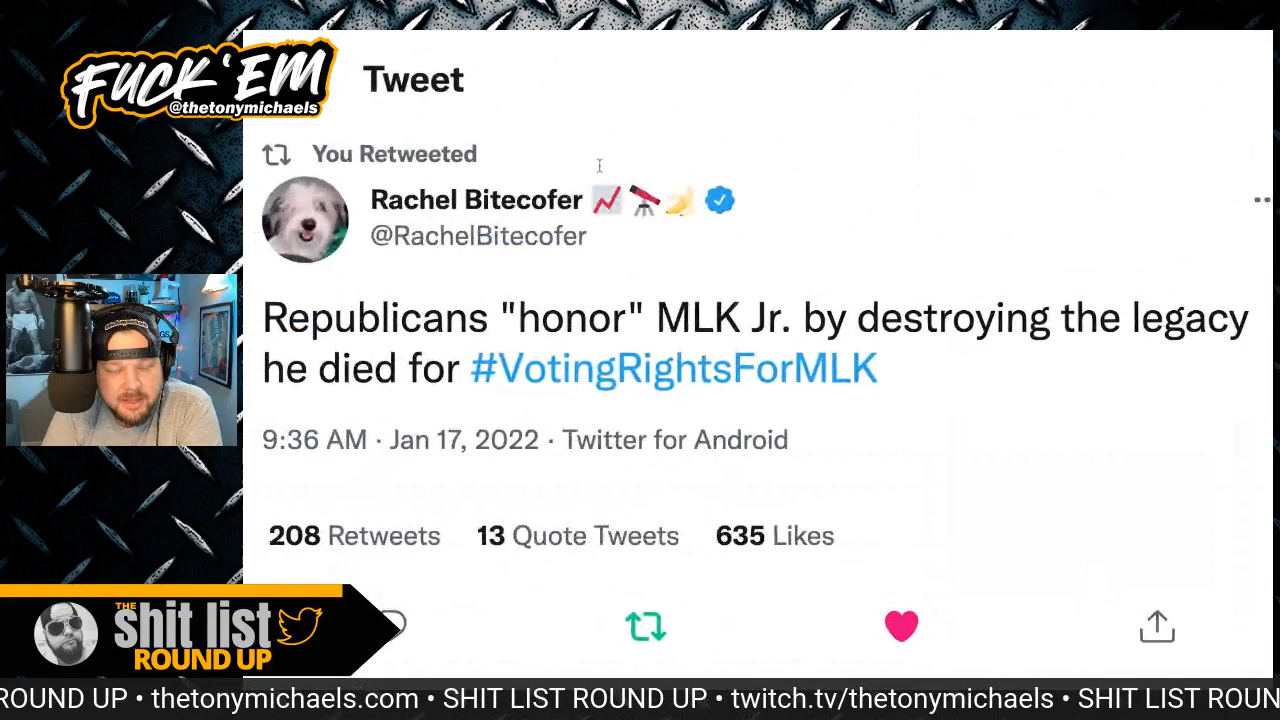 FUCK 'EM
@thetonymichaels
Tweet
You Retweeted
Rachel Bitecofer
@RachelBitecofer
Republicans "honor" MLK Jr. by destroying the legacy
he died for #VotingRightsForMLK
9:36 AM · Jan 17, 2022 · Twitter for Android
208 Retweets 13 Quote Tweets 635 Likes
THE
shit list
ROUND UP
ROUND UP • thetonymichaels.com • SHIT LIST ROUND UP • twitch.tv/thetonymichaels • SHIT LIST ROUN